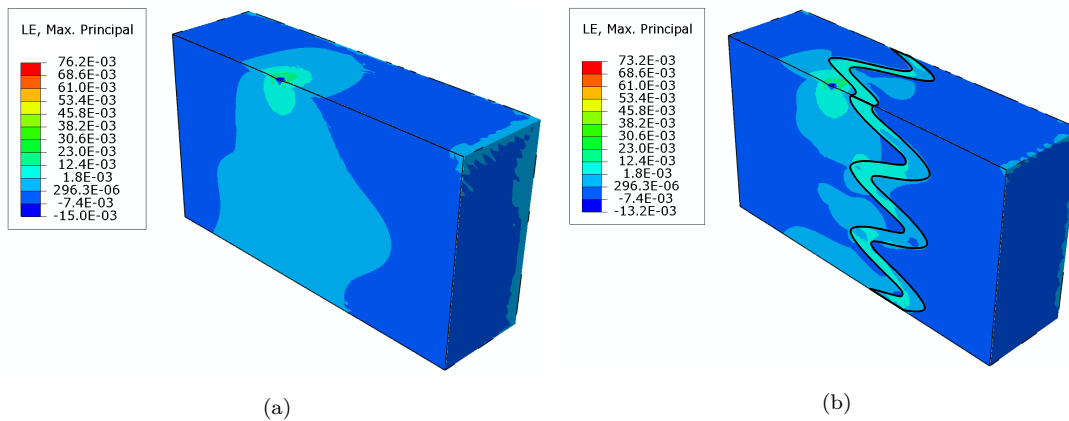 LE, Max. Principal
76.2E-03
68.6E-03
61.0E-03
53.4E-03
45.8E-03
38.2E-03
30.6E-03
23.0E-03
12.4E-03
1.8E-03
296.3E-06
-7.4E-03
-15.0E-03
(a)
LE, Max. Principal
73.2E-03
68.6E-03
61.0E-03
53.4E-03
45.8E-03
38.2E-03
30.6E-03
23.0E-03
12.4E-03
1.8E-03
296.3E-06
-7.4E-03
-13.2E-03
(b)